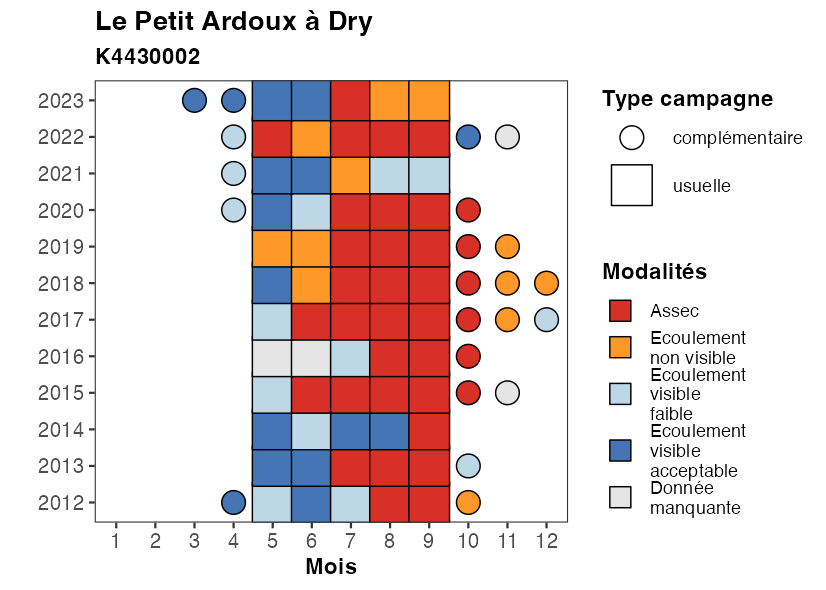 Le Petit Ardoux à Dry
K4430002
2023
2022
2021
2020
2019
2018
2017
2016
2015
2014
2013
2012
1 2 3 4 5 6 7 8 9 10 11 12
Mois
Type campagne
complémentaire
usuelle
Modalités
Assec
Ecoulement
non visible
Ecoulement
visible
faible
Ecoulement
visible
acceptable
Donnée
manquante